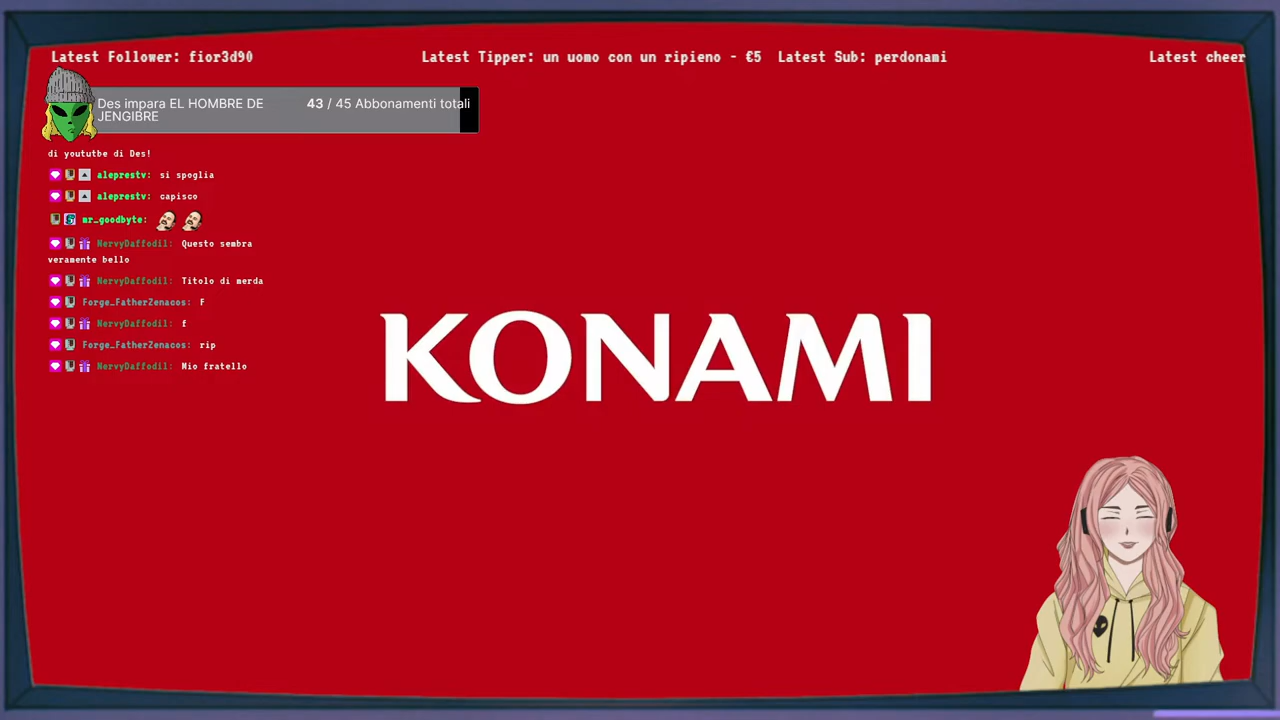 Latest Follower: fior3d90 Latest Tipper: un uomo con un ripieno - €5 Latest Sub: perdonami Latest cheer
Des impara EL HOMBRE DE JENGIBRE 43 / 45 Abbonamenti totali
di yoututbe di Des!
aleprestv: si spoglia
aleprestv: capisco
mr_goodbyte:
NervyDaffodil: Questo sembra
veramente bello
NervyDaffodil: Titolo di merda
Forge_FatherZenacos: F
NervyDaffodil: f
Forge_FatherZenacos: rip
NervyDaffodil: Mio fratello
KONAMI